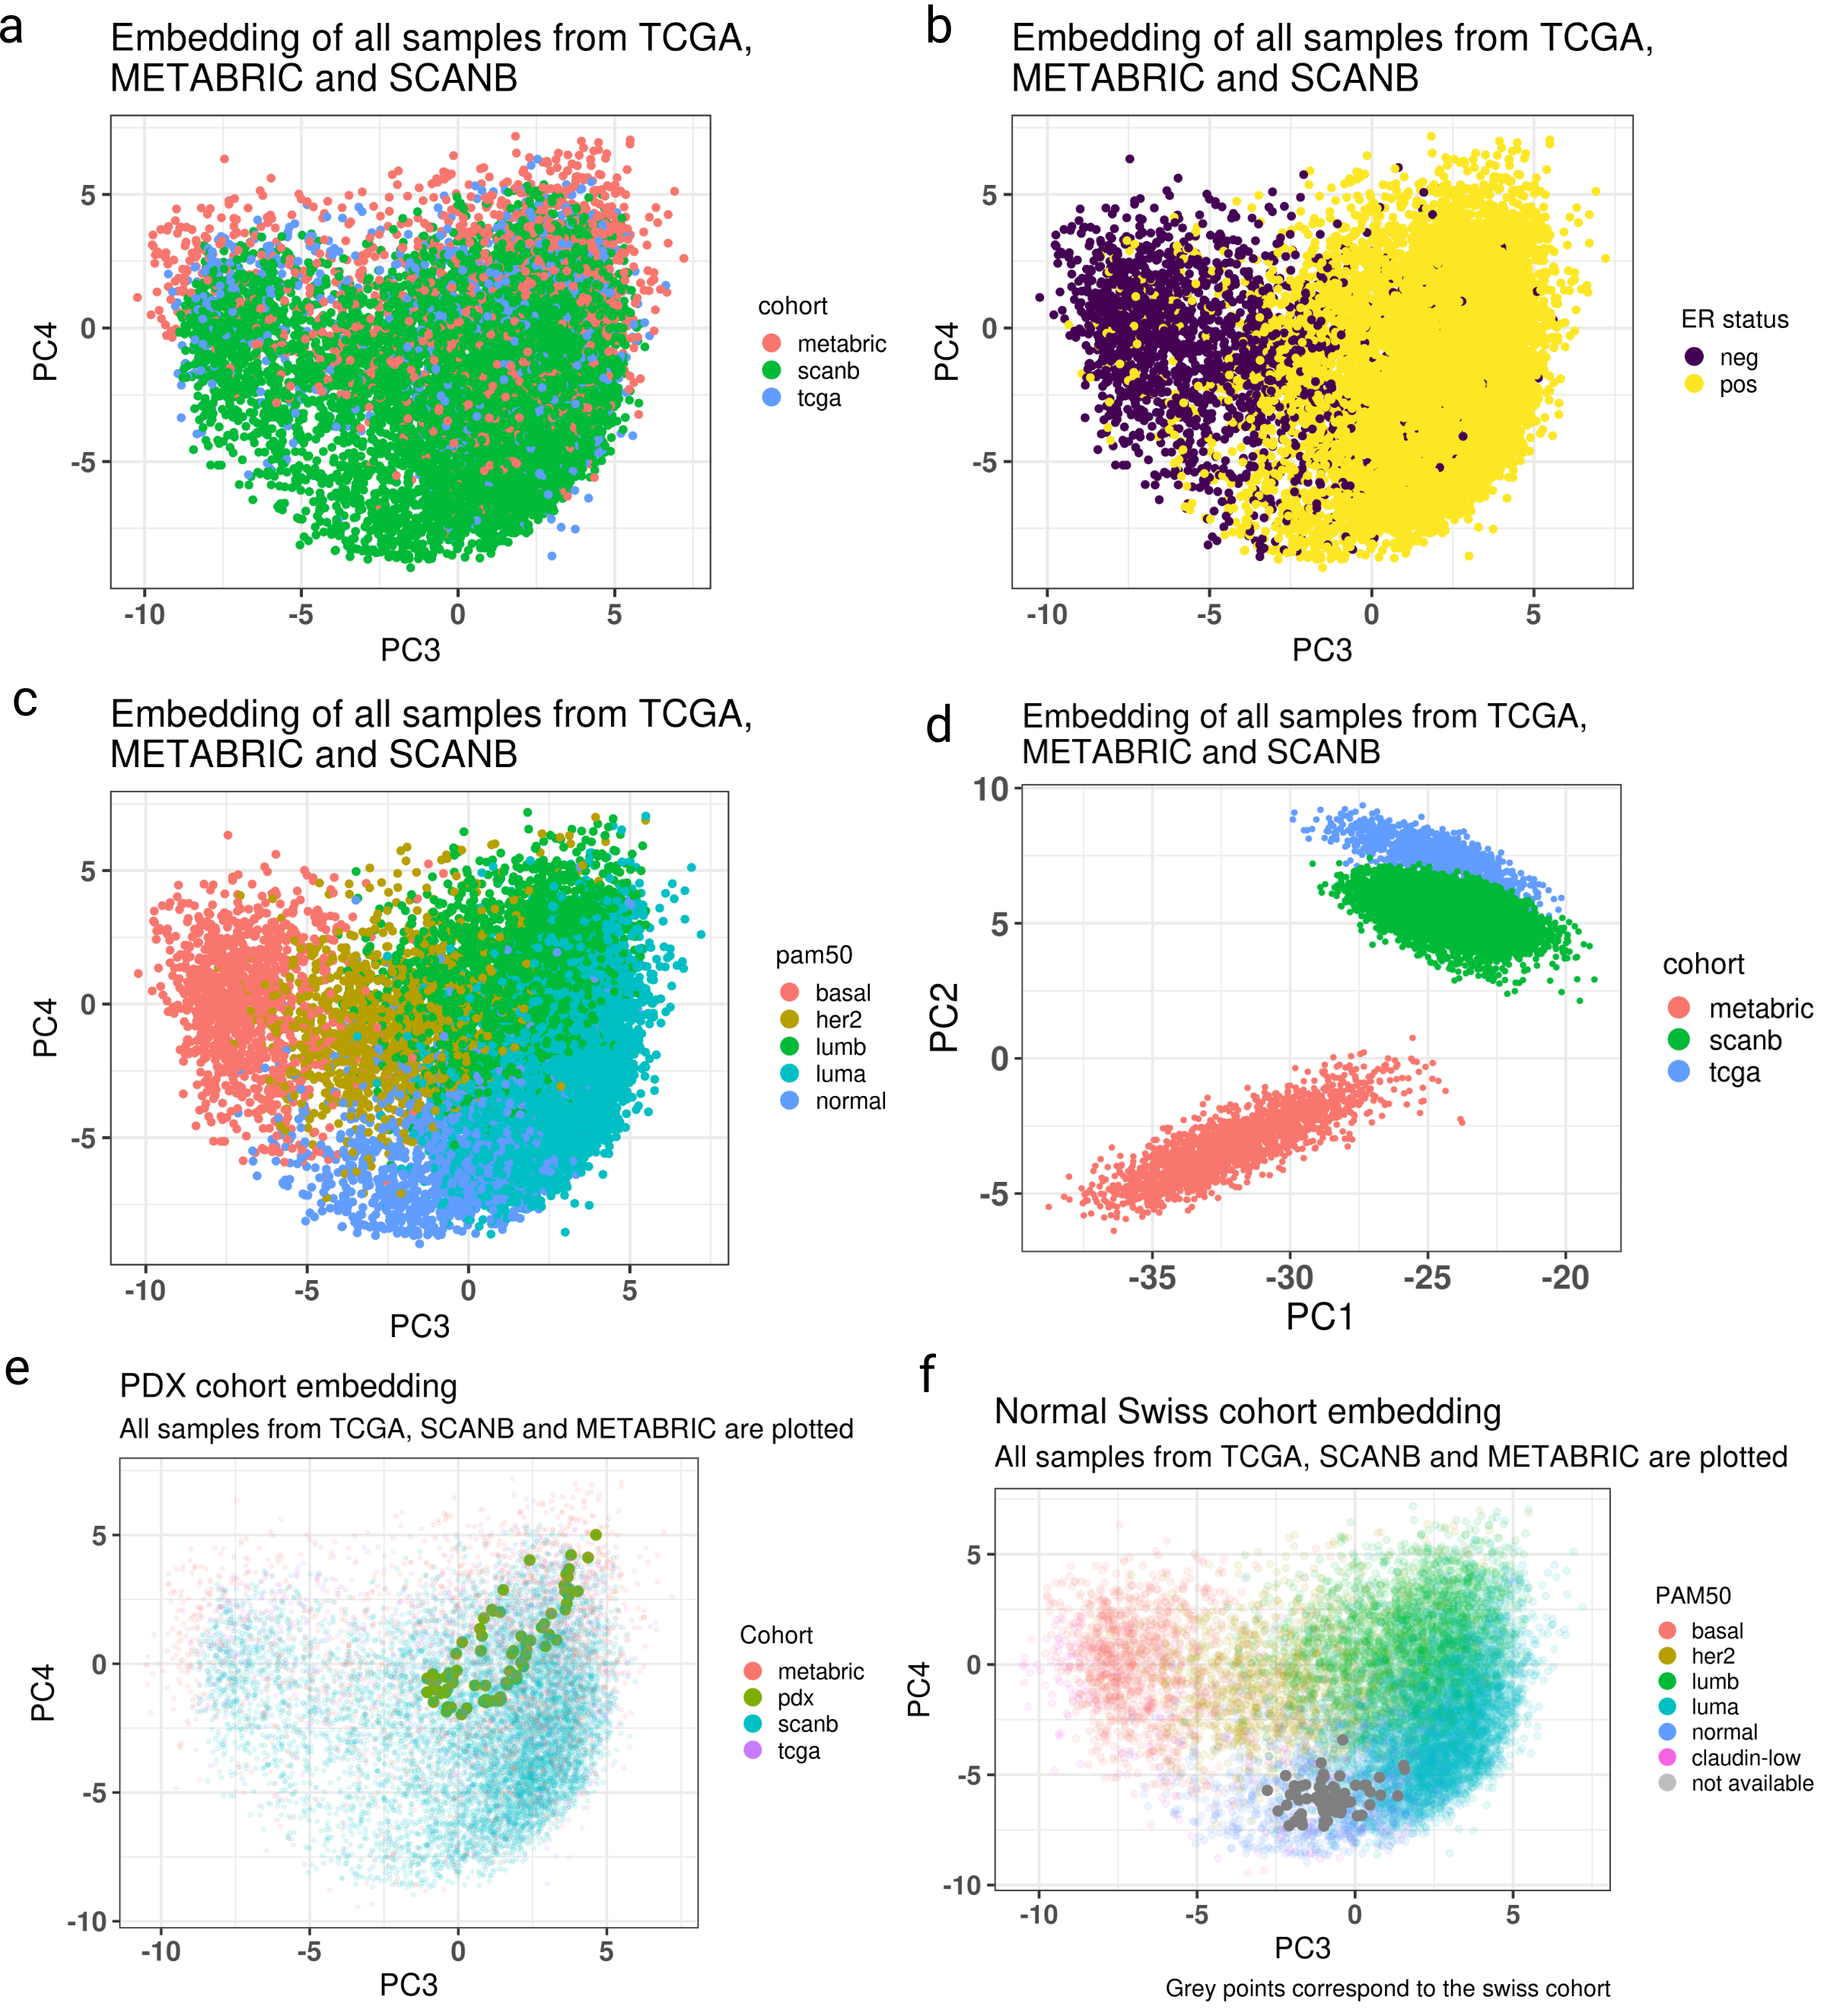 a
Embedding of all samples from TCGA,
METABRIC and SCANB
PC4
5
0
-5
-10
-5
0
5
PC3
cohort
metabric
scanb
tcga
b
Embedding of all samples from TCGA,
METABRIC and SCANB
PC4
5
0
-5
-10
-5
0
5
PC3
ER status
neg
pos
c
Embedding of all samples from TCGA,
METABRIC and SCANB
PC4
5
0
-5
-10
-5
0
5
PC3
pam50
basal
her2
lumb
luma
normal
d
Embedding of all samples from TCGA,
METABRIC and SCANB
PC2
10
5
0
-5
-35
-30
-25
-20
PC1
cohort
metabric
scanb
tcga
e
PDX cohort embedding
All samples from TCGA, SCANB and METABRIC are plotted
PC4
5
0
-5
-10
-10
-5
0
5
PC3
Cohort
metabric
pdx
scanb
tcga
f
Normal Swiss cohort embedding
All samples from TCGA, SCANB and METABRIC are plotted
PC4
5
0
-5
-10
-10
-5
0
5
PC3
PAM50
basal
her2
lumb
luma
normal
claudin-low
not available
Grey points correspond to the swiss cohort